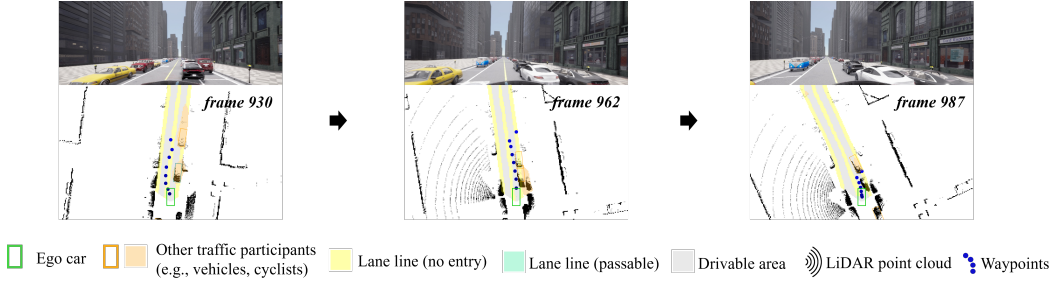 frame 930
frame 962
frame 987
Ego car
Other traffic participants
(e.g., vehicles, cyclists)
Lane line (no entry)
Lane line (passable)
Drivable area
LiDAR point cloud
Waypoints